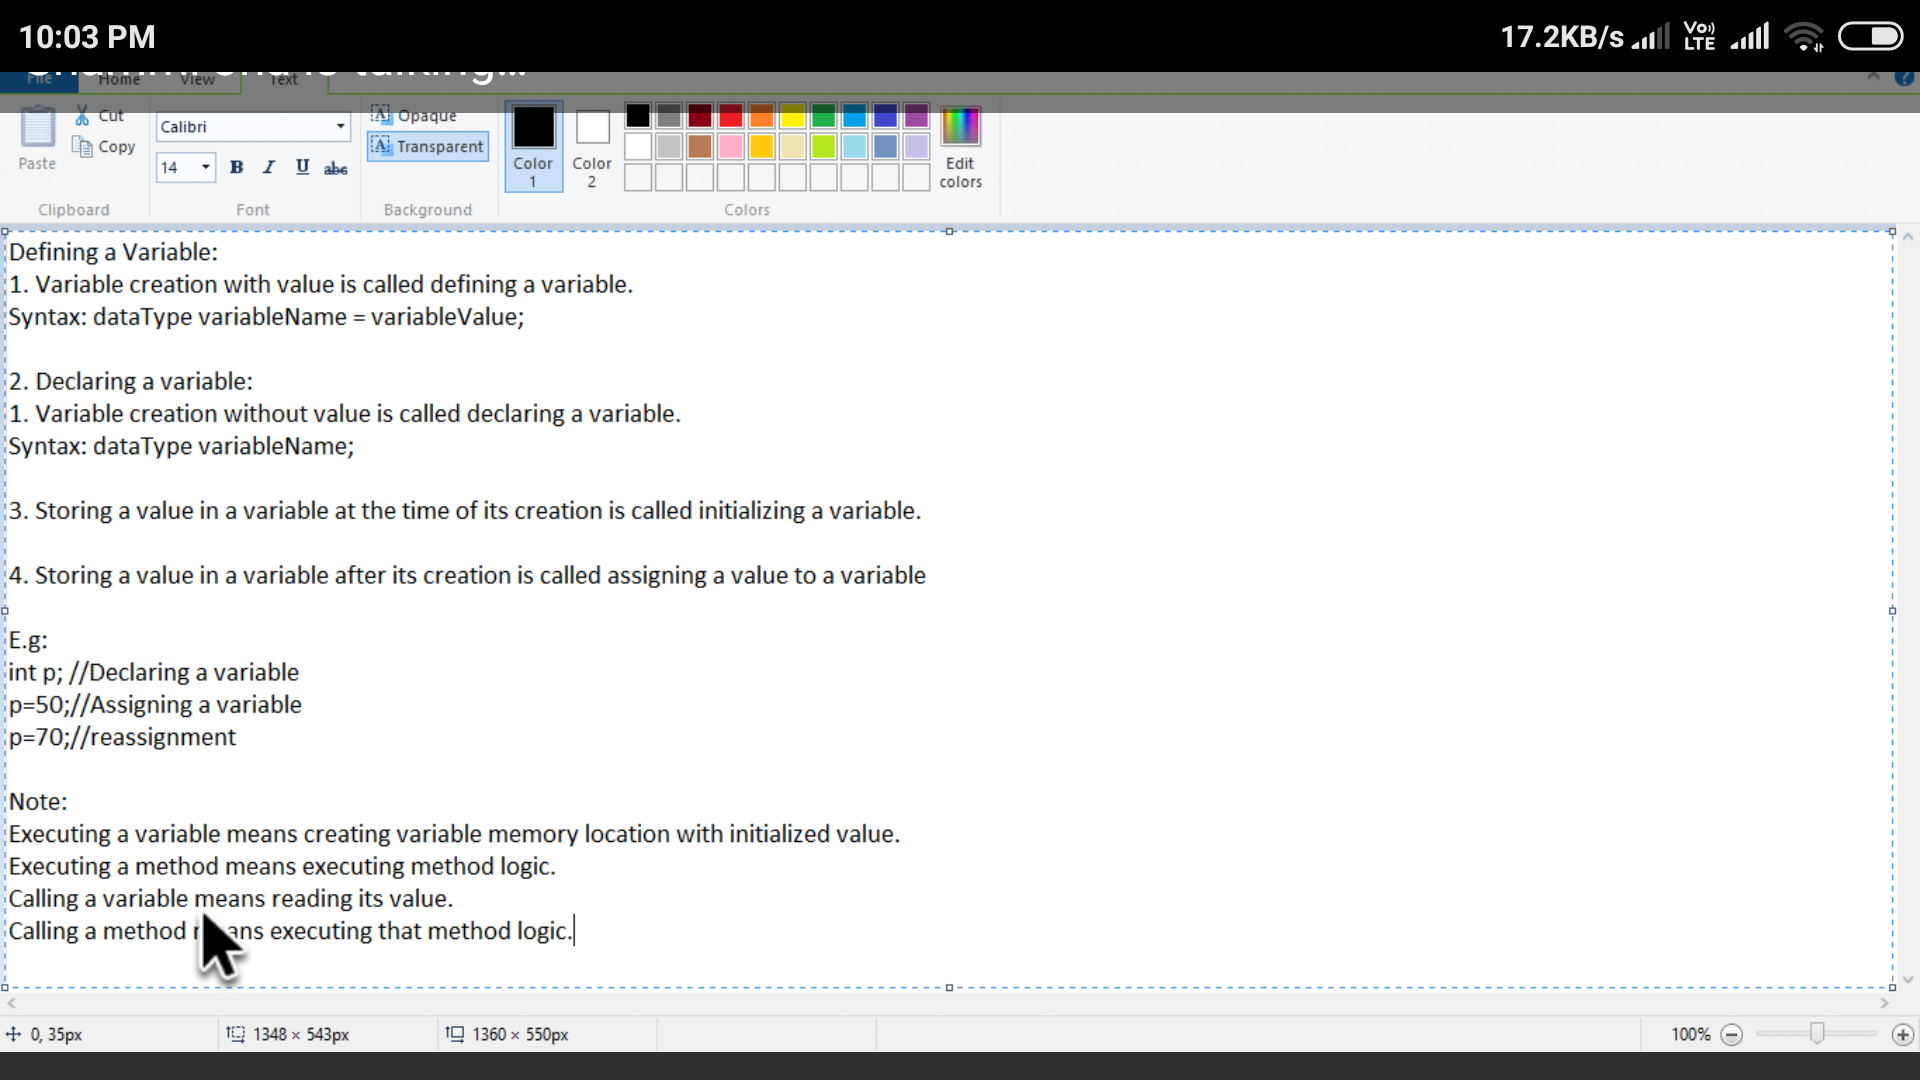 10:03 PM
17.2KB/s
Vo)) LTE
is talking...
File Home View Text
Paste
Cut
Copy
Clipboard
Calibri
14
B I U abc
Font
Opaque
Transparent
Background
Color 1
Color 2
Edit colors
Colors
Defining a Variable:
1. Variable creation with value is called defining a variable.
Syntax: dataType variableName = variableValue;
2. Declaring a variable:
1. Variable creation without value is called declaring a variable.
Syntax: dataType variableName;
3. Storing a value in a variable at the time of its creation is called initializing a variable.
4. Storing a value in a variable after its creation is called assigning a value to a variable
E.g:
int p; //Declaring a variable
p=50;//Assigning a variable
p=70;//reassignment
Note:
Executing a variable means creating variable memory location with initialized value.
Executing a method means executing method logic.
Calling a variable means reading its value.
Calling a method means executing that method logic.
0, 35px
1348 × 543px
1360 × 550px
100%